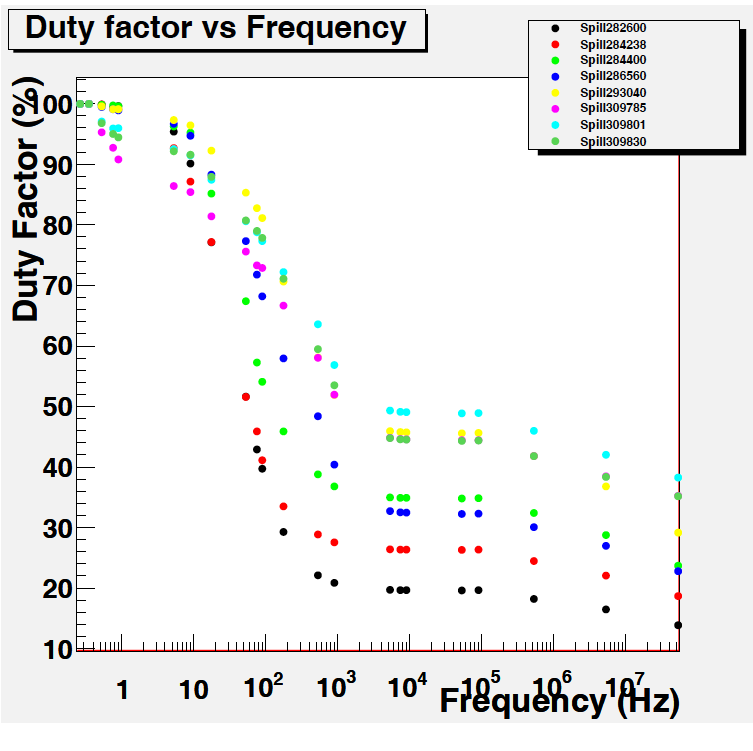 Duty factor vs Frequency
Spill282600
Spill284238
Spill284400
Spill286560
Spill293040
Spill309785
Spill309801
Spill309830
Duty Factor (%)
100
90
80
70
60
50
40
30
20
10
1 10 10² 10³ 10⁴ 10⁵ 10⁶ 10⁷
Frequency (Hz)